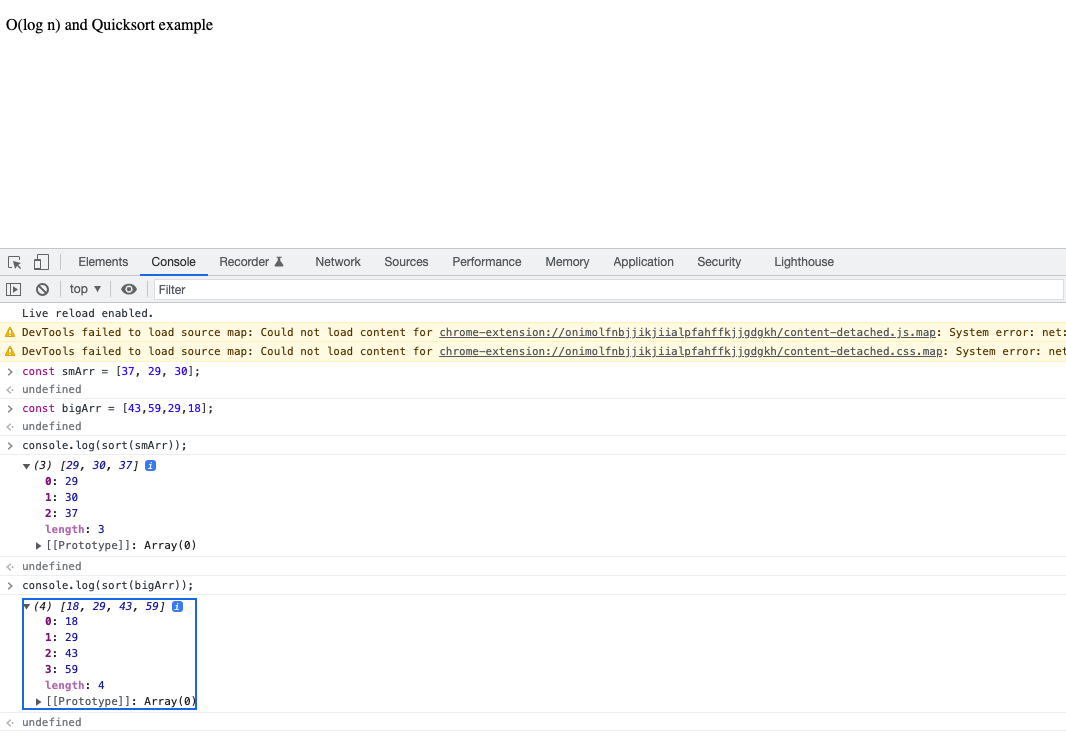 O(log n) and Quicksort example
Elements Console Recorder Network Sources Performance Memory Application Security Lighthouse
top ▼ Filter
Live reload enabled.
DevTools failed to load source map: Could not load content for chrome-extension://onimolfnbjjikjiialpfahffkjjgdgkh/content-detached.js.map: System error: net:
DevTools failed to load source map: Could not load content for chrome-extension://onimolfnbjjikjiialpfahffkjjgdgkh/content-detached.css.map: System error: net
> const smArr = [37, 29, 30];
undefined
> const bigArr = [43,59,29,18];
undefined
> console.log(sort(smArr));
(3) [29, 30, 37] i
0: 29
1: 30
2: 37
length: 3
[[Prototype]]: Array(0)
undefined
> console.log(sort(bigArr));
(4) [18, 29, 43, 59] i
0: 18
1: 29
2: 43
3: 59
length: 4
[[Prototype]]: Array(0)
undefined